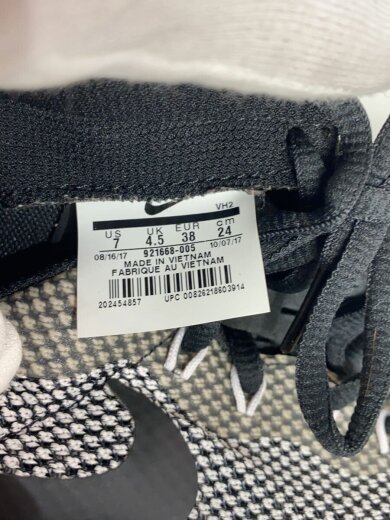 VH2
US UK EUR cm
7 4.5 38 24
08/16/17 921668-005 10/07/17
MADE IN VIETNAM
FABRIQUE AU VIETNAM
202454857 UPC 00826218603914